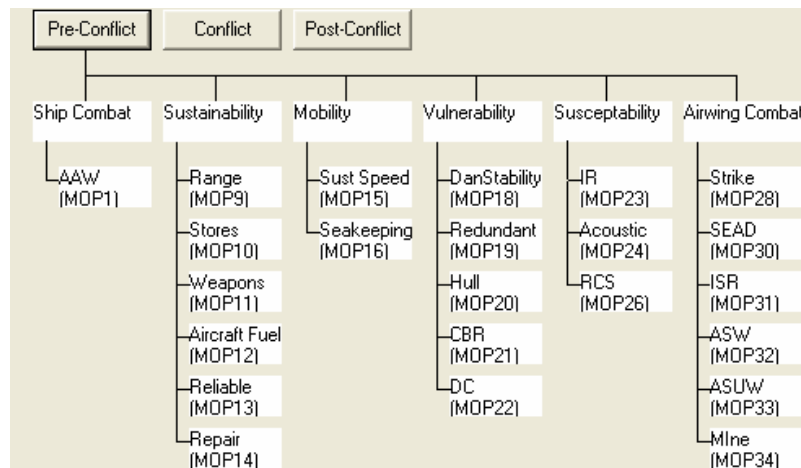 Pre-Conflict
Conflict
Post-Conflict
Ship Combat
Sustainability
Mobility
Vulnerability
Susceptability
Airwing Combat
AAW
(MOP1)
Range
(MOP9)
Stores
(MOP10)
Weapons
(MOP11)
Aircraft Fuel
(MOP12)
Reliable
(MOP13)
Repair
(MOP14)
Sust Speed
(MOP15)
Seakeeping
(MOP16)
DanStability
(MOP18)
Redundant
(MOP19)
Hull
(MOP20)
CBR
(MOP21)
DC
(MOP22)
IR
(MOP23)
Acoustic
(MOP24)
RCS
(MOP26)
Strike
(MOP28)
SEAD
(MOP30)
ISR
(MOP31)
ASW
(MOP32)
ASUW
(MOP33)
MIne
(MOP34)